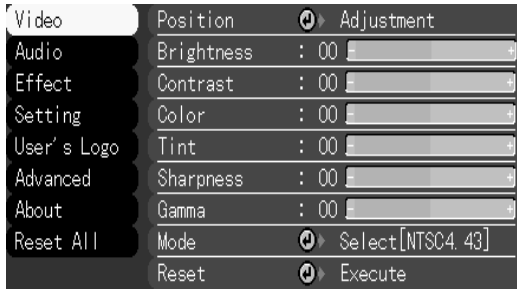 Video
Audio
Effect
Setting
User's Logo
Advanced
About
Reset All
Position Adjustment
Brightness : 00 - +
Contrast : 00 - +
Color : 00 - +
Tint : 00 - +
Sharpness : 00 - +
Gamma : 00 - +
Mode Select[NTSC4.43]
Reset Execute